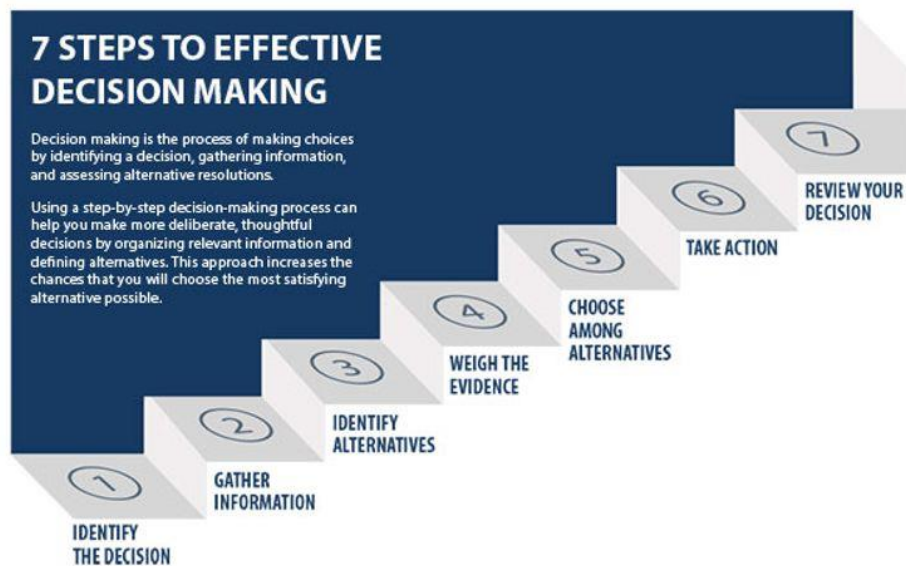 7 STEPS TO EFFECTIVE
DECISION MAKING
Decision making is the process of making choices
by identifying a decision, gathering information,
and assessing alternative resolutions.
Using a step-by-step decision-making process can
help you make more deliberate, thoughtful
decisions by organizing relevant information and
defining alternatives. This approach increases the
chances that you will choose the most satisfying
alternative possible.
1
IDENTIFY
THE DECISION
2
GATHER
INFORMATION
3
IDENTIFY
ALTERNATIVES
4
WEIGH THE
EVIDENCE
5
CHOOSE
AMONG
ALTERNATIVES
6
TAKE ACTION
7
REVIEW YOUR
DECISION